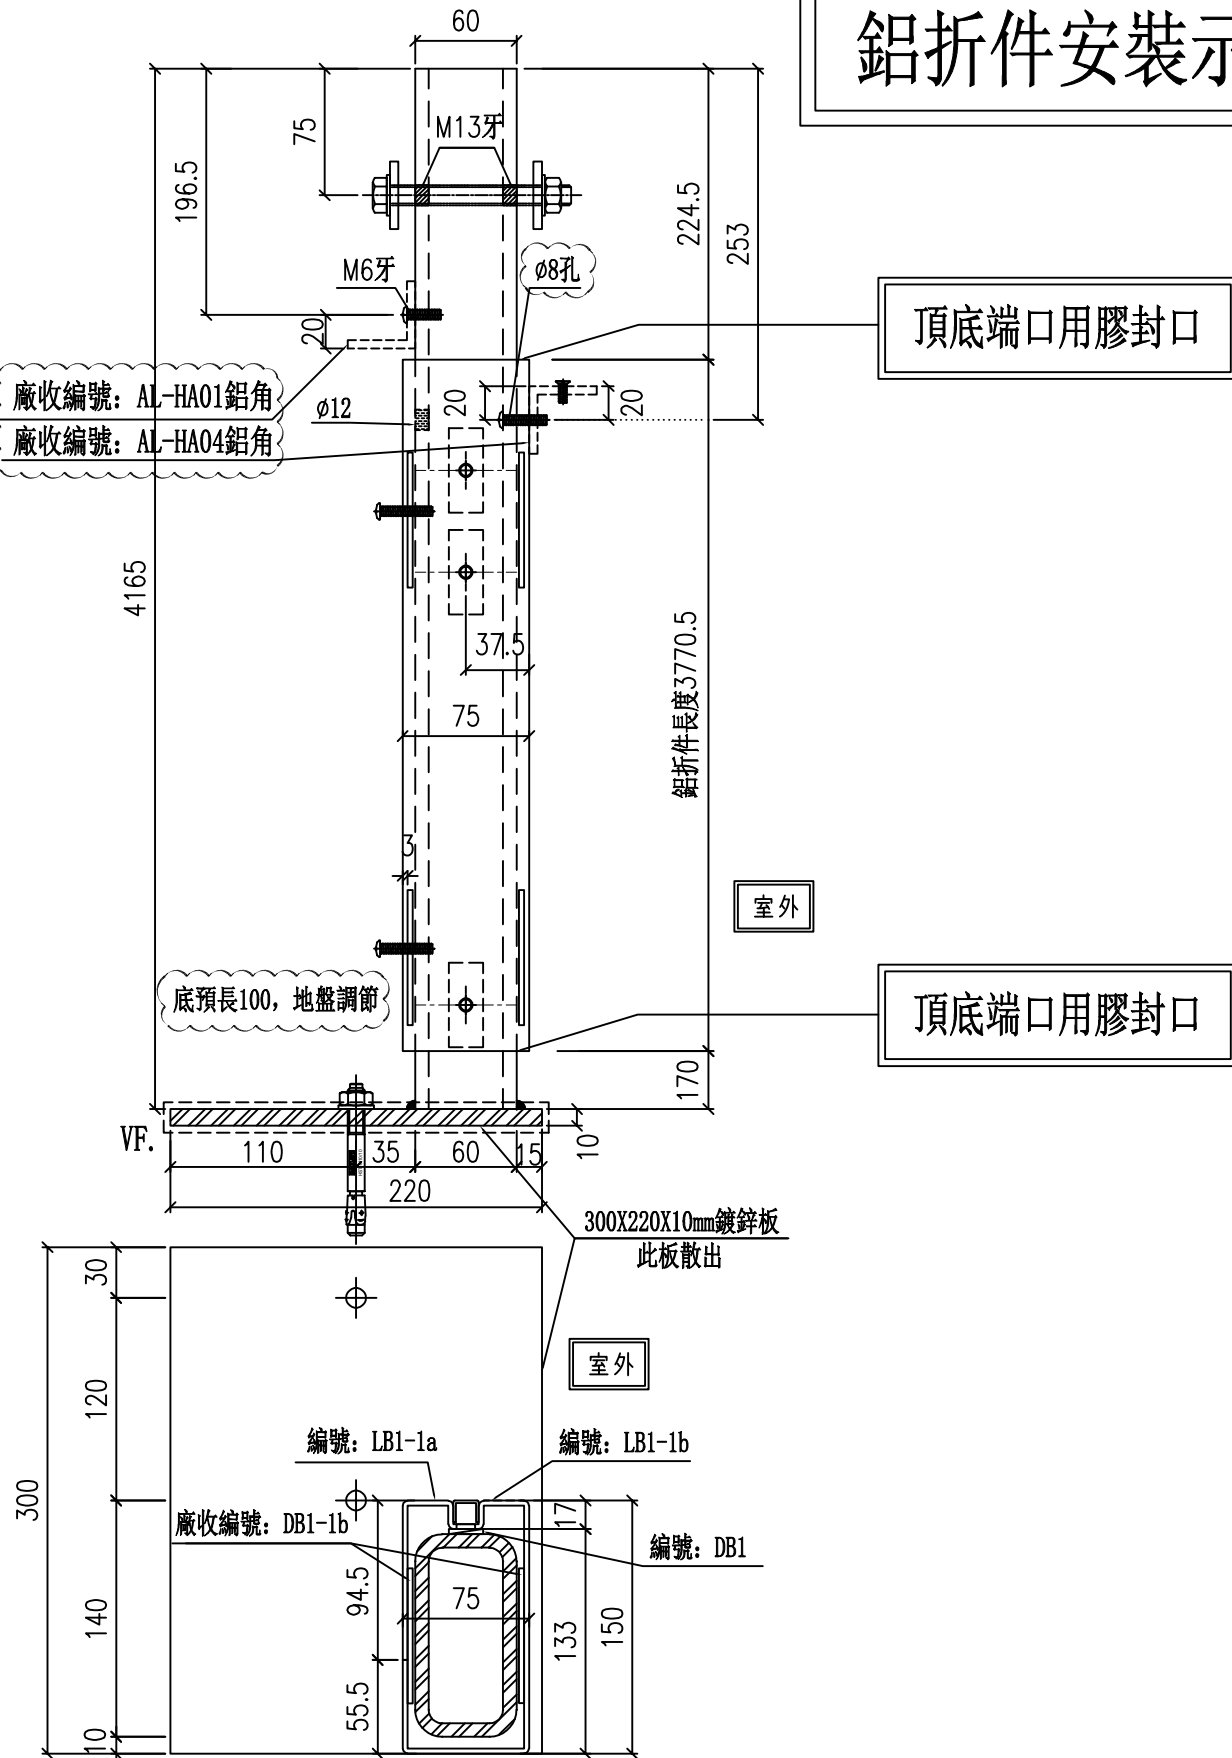 鋁折件安裝示
60
75
196.5
M13牙
224.5
253
M6牙
ø8孔
20
頂底端口用膠封口
廠收編號: AL-HA01鋁角
ø12
20
20
廠收編號: AL-HA04鋁角
4165
37.5
鋁折件長度3770.5
75
3
室外
底預長100, 地盤調節
頂底端口用膠封口
170
VF.
110
35
60
15
10
220
300X220X10mm鍍鋅板
此板散出
30
室外
120
編號: LB1-1a
編號: LB1-1b
300
17
廠收編號: DB1-1b
編號: DB1
94.5
75
140
133
150
55.5
10